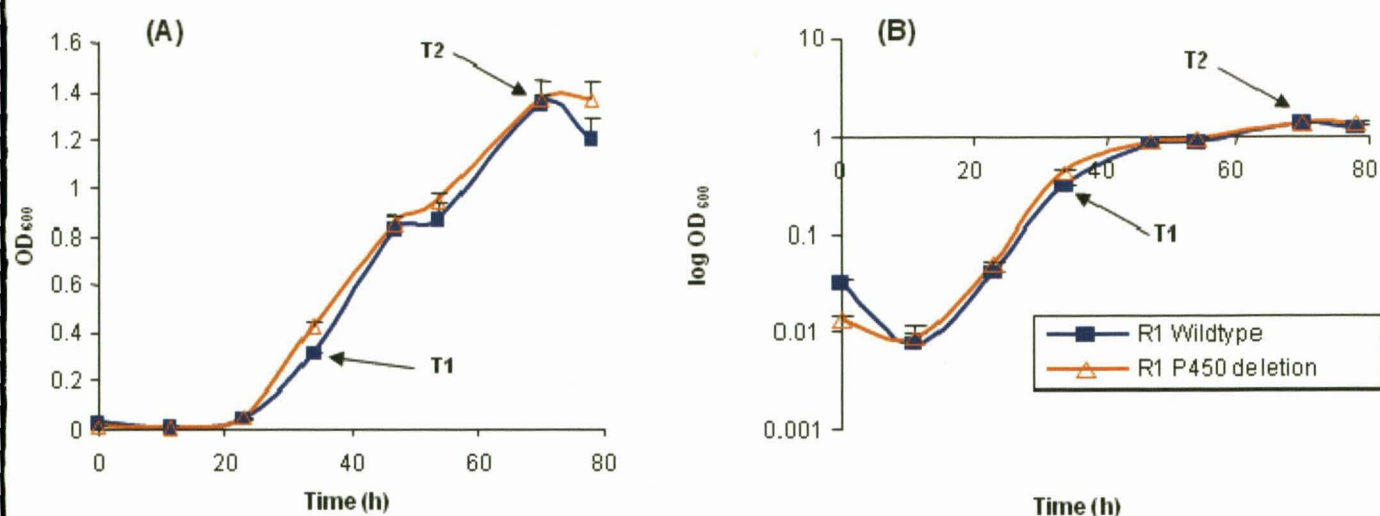 (A)
1.6
1.4
1.2
1
0.8
0.6
0.4
0.2
0
OD600
0 20 40 60 80
Time (h)
T2
T1
(B)
10
1
0.1
0.01
0.001
log OD600
0 20 40 60 80
Time (h)
T2
T1
R1 Wildtype
R1 P450 deletion